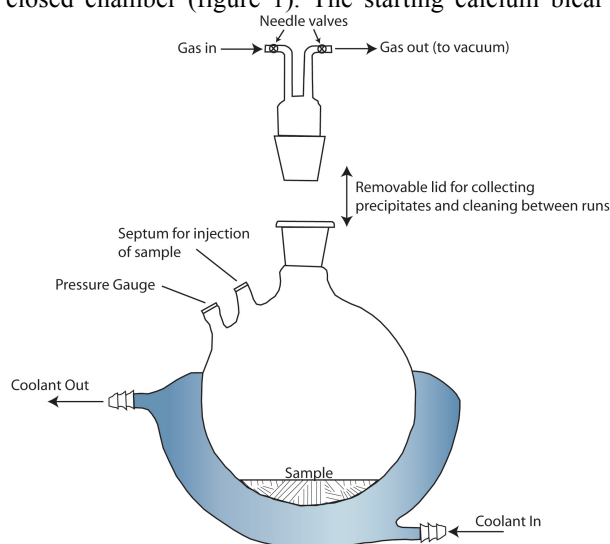 closed chamber (figure 1). The starting calcium bicar
Needle valves
Gas in
Gas out (to vacuum)
Removable lid for collecting
precipitates and cleaning between runs
Septum for injection
of sample
Pressure Gauge
Coolant Out
Sample
Coolant In